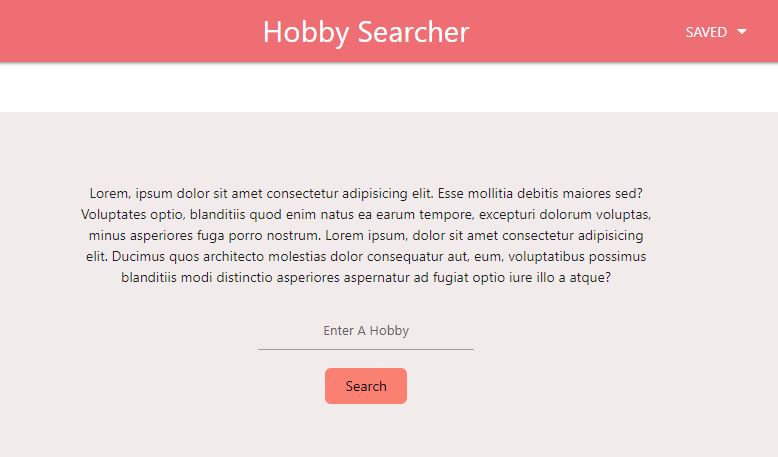 Hobby Searcher
SAVED
Lorem, ipsum dolor sit amet consectetur adipisicing elit. Esse mollitia debitis maiores sed?
Voluptates optio, blanditiis quod enim natus ea earum tempore, excepturi dolorum voluptas,
minus asperiores fuga porro nostrum. Lorem ipsum, dolor sit amet consectetur adipisicing
elit. Ducimus quos architecto molestias dolor consequatur aut, eum, voluptatibus possimus
blanditiis modi distinctio asperiores aspernatur ad fugiat optio iure illo a atque?
Enter A Hobby
Search